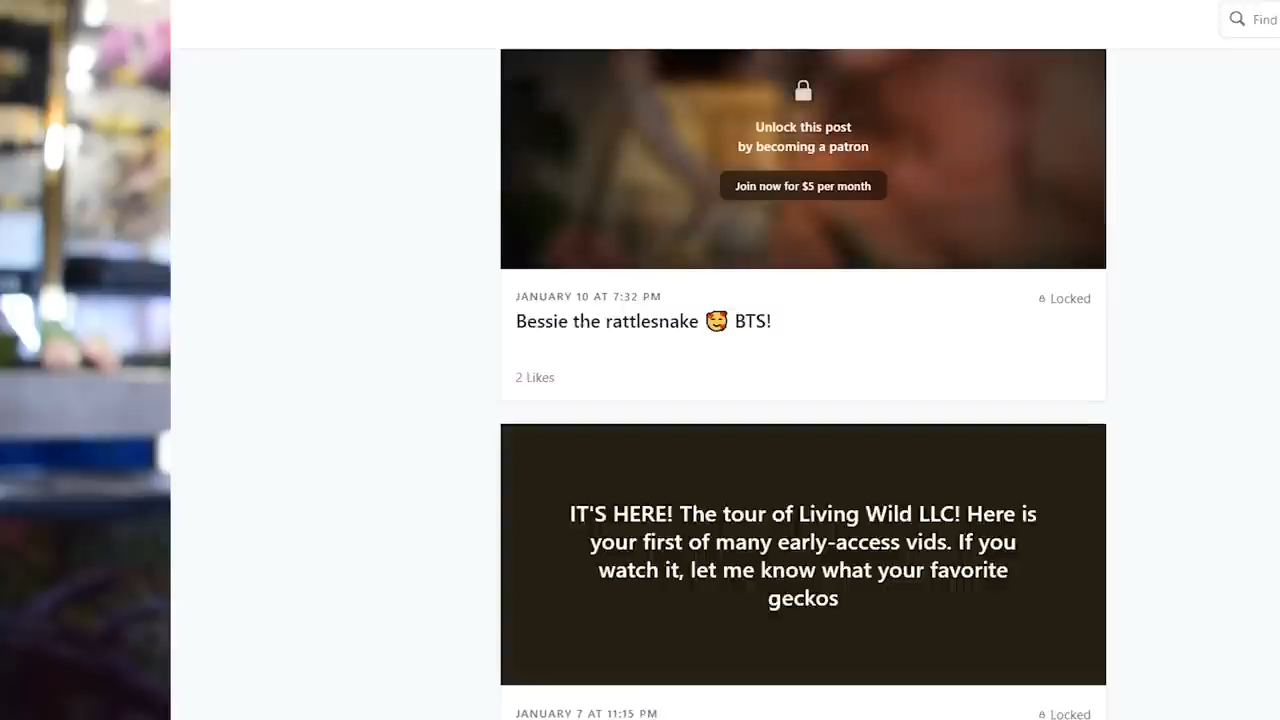 Find
Unlock this post
by becoming a patron
Join now for $5 per month
JANUARY 10 AT 7:32 PM
Locked
Bessie the rattlesnake 🥰 BTS!
2 Likes
IT'S HERE! The tour of Living Wild LLC! Here is
your first of many early-access vids. If you
watch it, let me know what your favorite
geckos
JANUARY 7 AT 11:15 PM
Locked